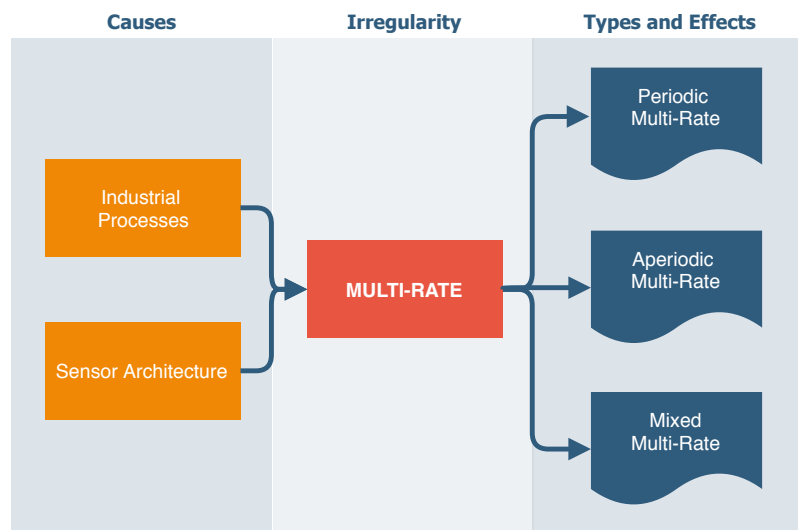 Causes
Irregularity
Types and Effects
Industrial
Processes
Sensor Architecture
MULTI-RATE
Periodic
Multi-Rate
Aperiodic
Multi-Rate
Mixed
Multi-Rate